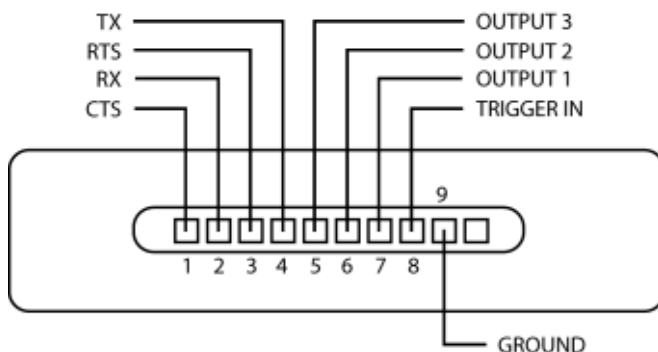 TX
RTS
RX
CTS
OUTPUT 3
OUTPUT 2
OUTPUT 1
TRIGGER IN
9
1 2 3 4 5 6 7 8
GROUND